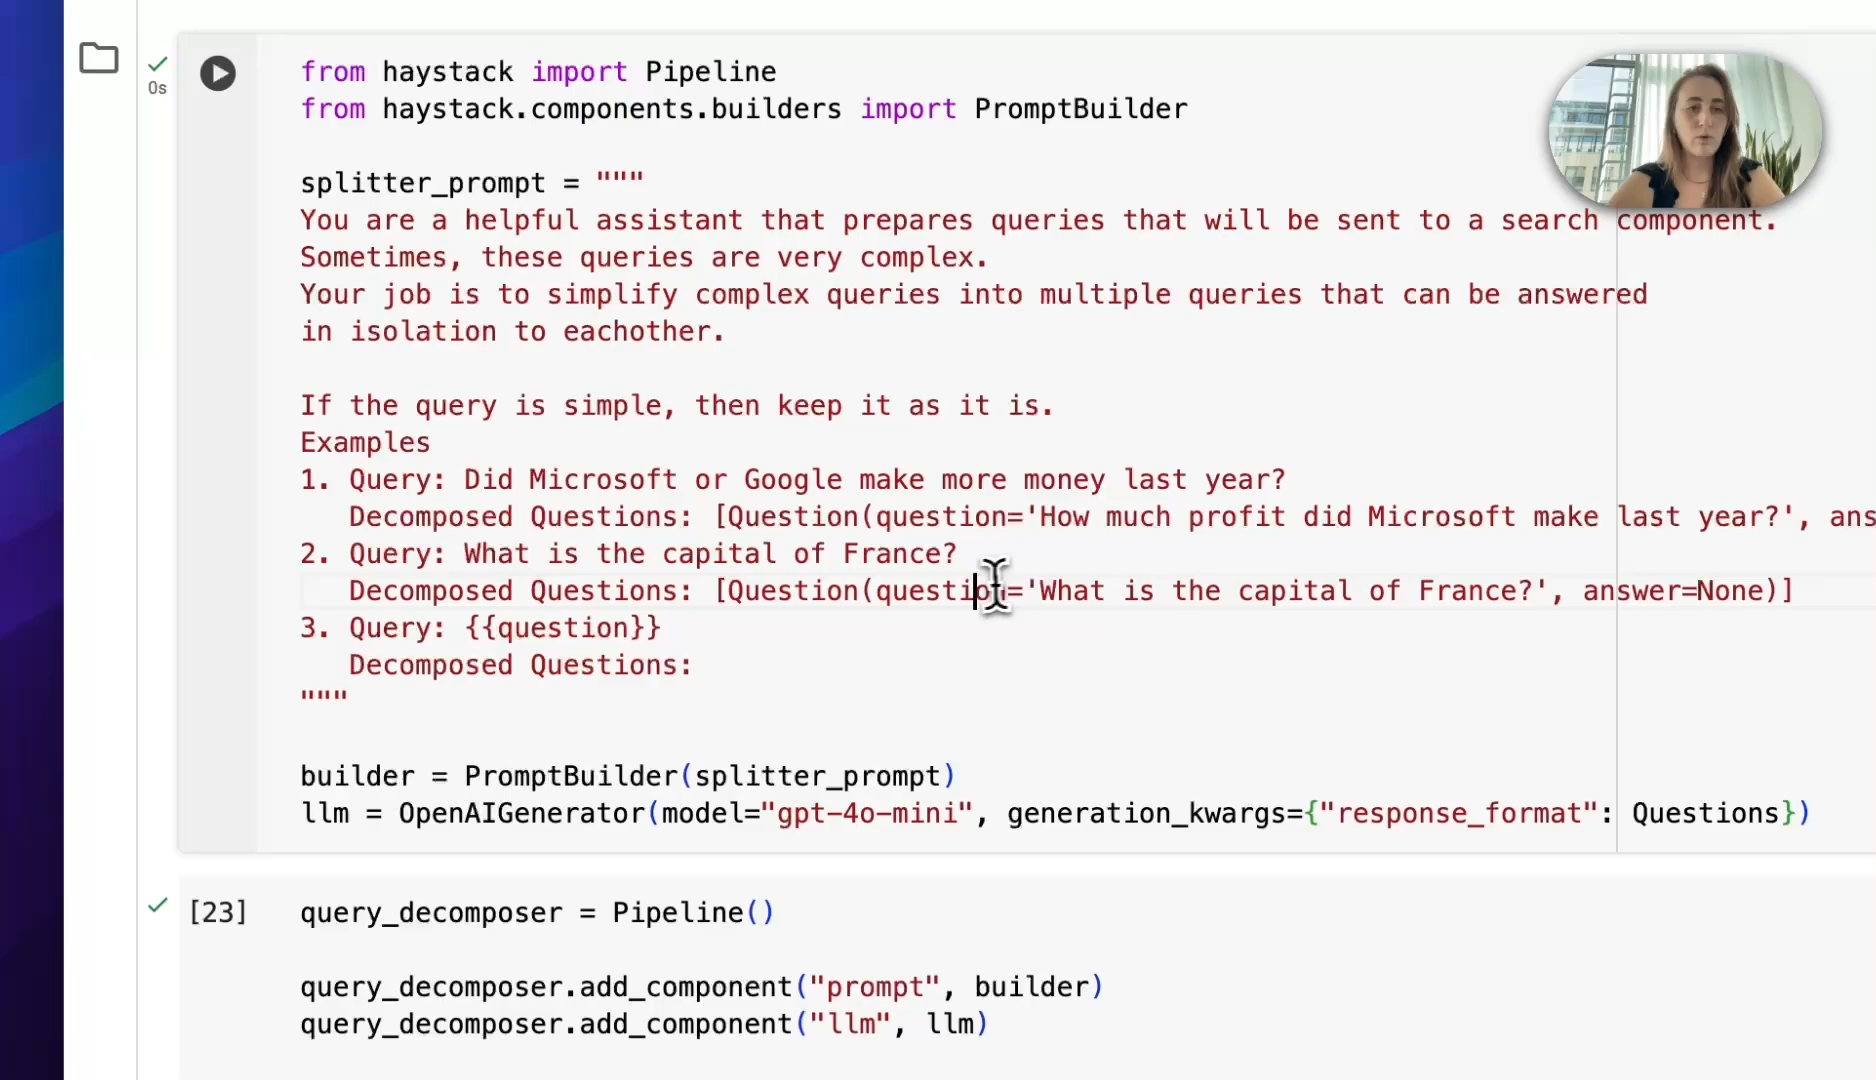 0s
from haystack import Pipeline
from haystack.components.builders import PromptBuilder
splitter_prompt = """
You are a helpful assistant that prepares queries that will be sent to a search component.
Sometimes, these queries are very complex.
Your job is to simplify complex queries into multiple queries that can be answered
in isolation to eachother.
If the query is simple, then keep it as it is.
Examples
1. Query: Did Microsoft or Google make more money last year?
Decomposed Questions: [Question(question='How much profit did Microsoft make last year?', ans
2. Query: What is the capital of France?
Decomposed Questions: [Question(question='What is the capital of France?', answer=None)]
3. Query: {{question}}
Decomposed Questions:
"""
builder = PromptBuilder(splitter_prompt)
llm = OpenAIGenerator(model="gpt-4o-mini", generation_kwargs={"response_format": Questions})
[23] query_decomposer = Pipeline()
query_decomposer.add_component("prompt", builder)
query_decomposer.add_component("llm", llm)